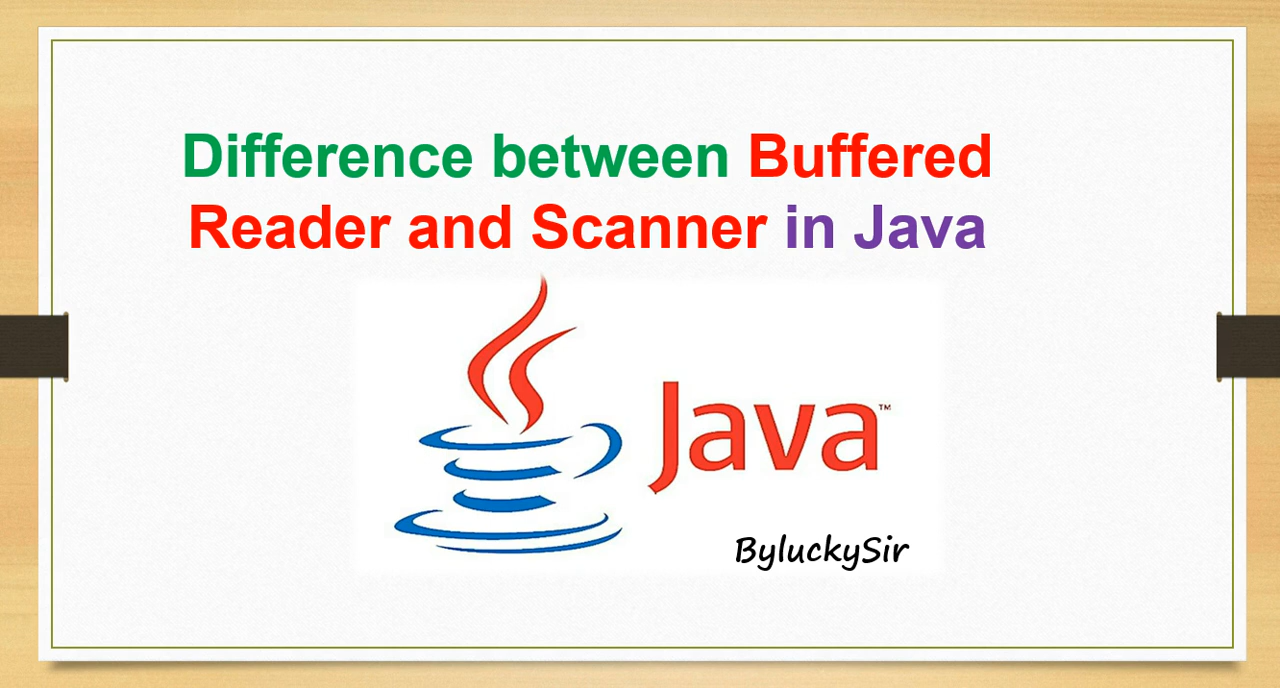 Difference between Buffered
Reader and Scanner in Java
Java™
ByluckySir